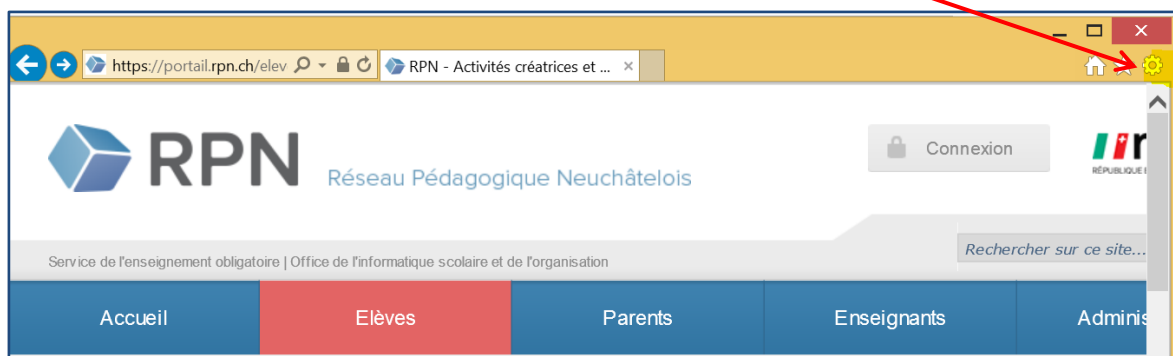 https://portail.rpn.ch/elev
RPN - Activités créatrices et ...
RPN
Réseau Pédagogique Neuchâtelois
Connexion
RÉPUBLIQUE E
Service de l'enseignement obligatoire | Office de l'informatique scolaire et de l'organisation
Rechercher sur ce site...
Accueil Elèves Parents Enseignants Adminis